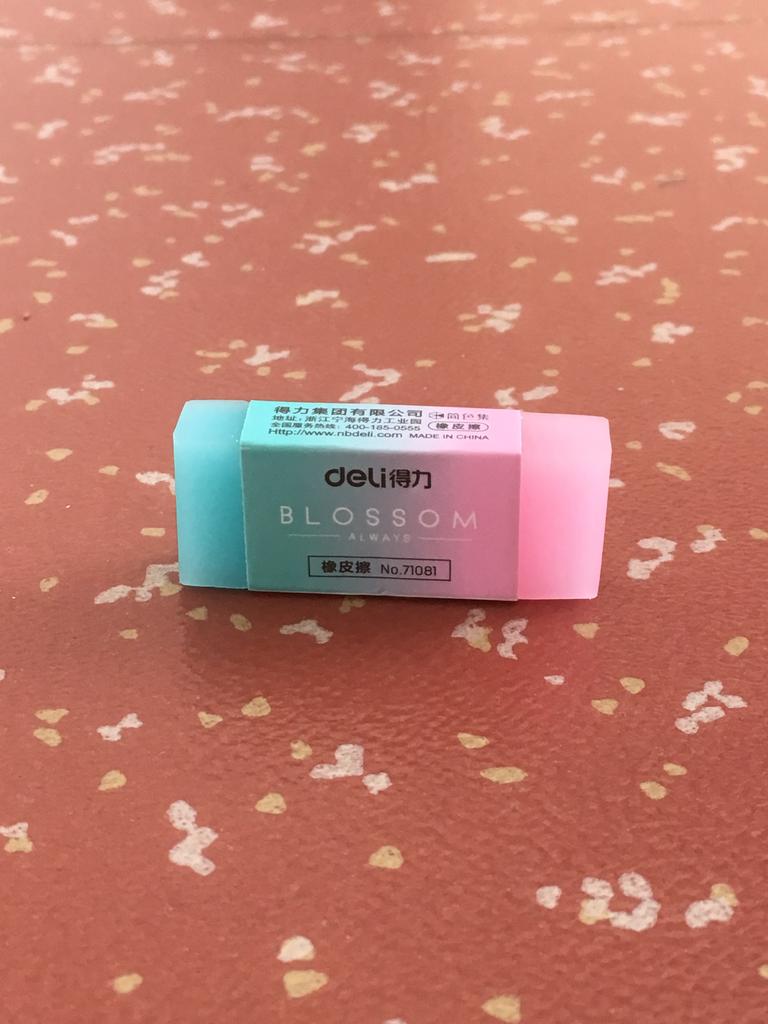 得力集团有限公司
地址:浙江宁海得力工业园
全国服务热线:400-185-0555
Http://www.nbdeli.com MADE IN CHINA
橡皮擦
deli得力
BLOSSOM
ALWAYS
橡皮擦 No.71081